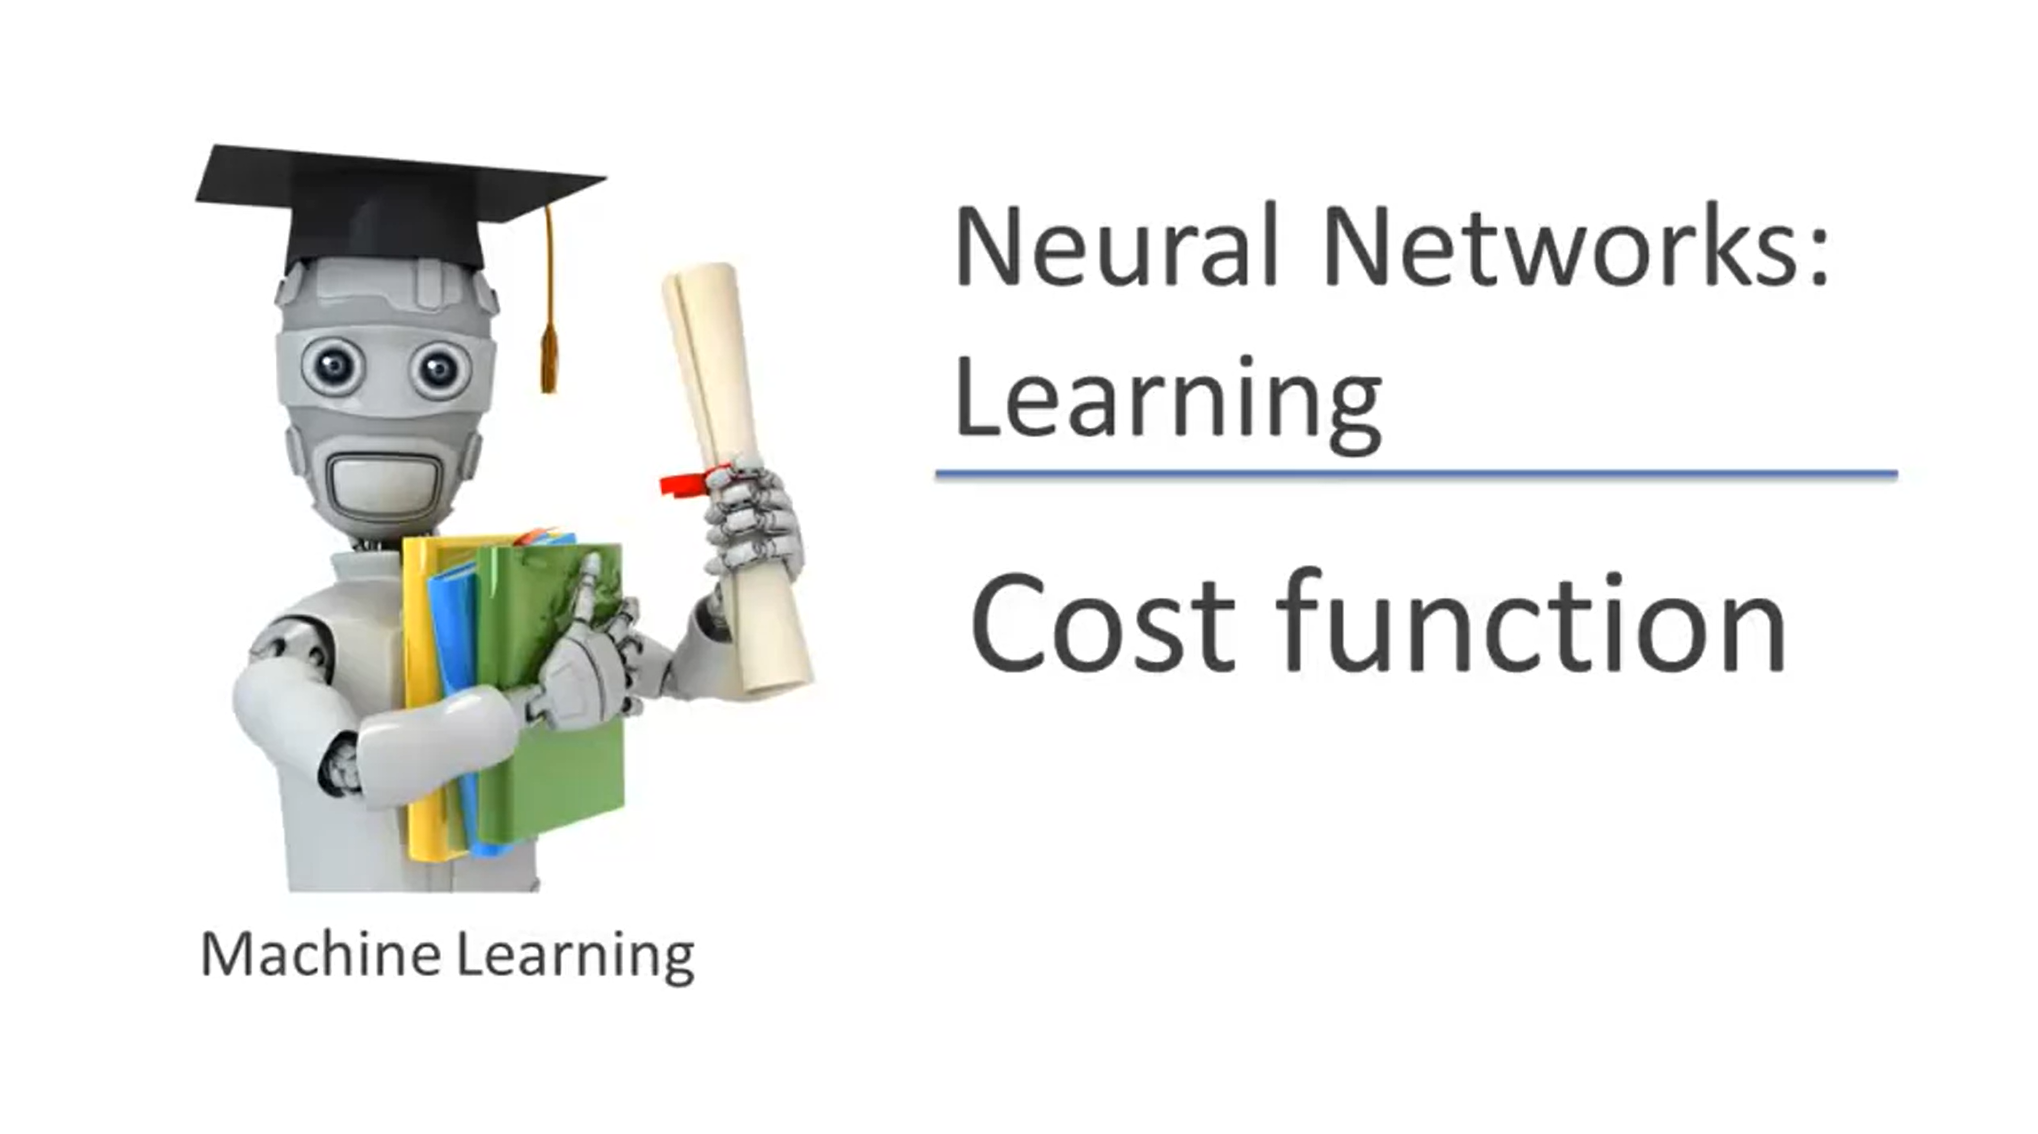 Neural Networks:
Learning
Cost function
Machine Learning